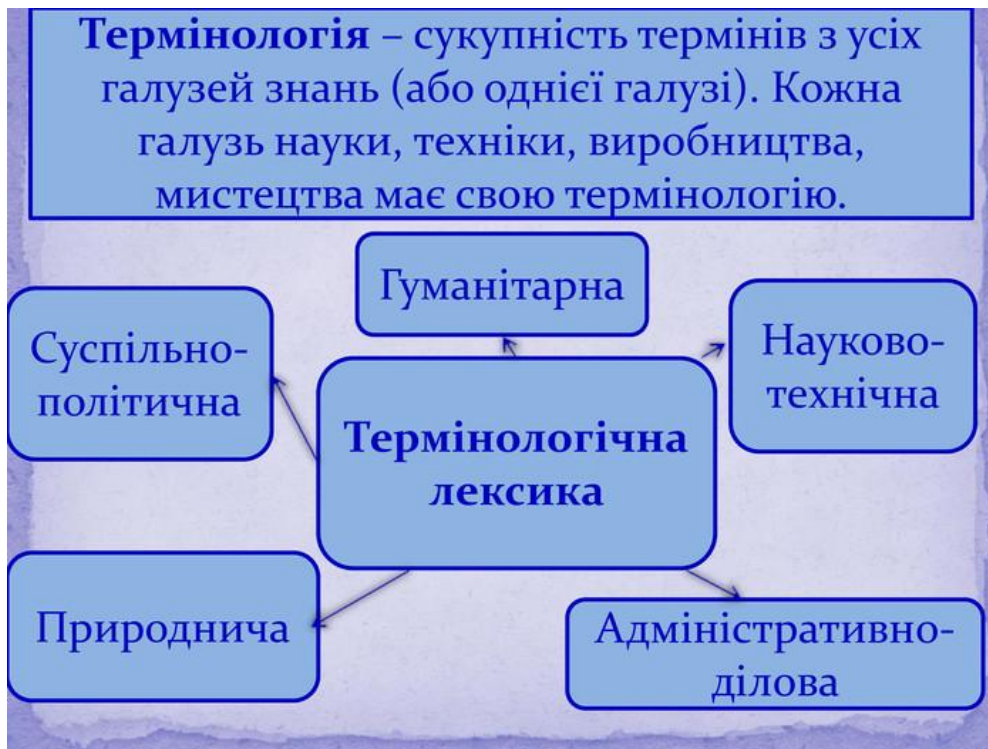 Термінологія – сукупність термінів з усіх
галузей знань (або однієї галузі). Кожна
галузь науки, техніки, виробництва,
мистецтва має свою термінологію.
Гуманітарна
Суспільно-
політична
Науково-
технічна
Термінологічна
лексика
Природнича
Адміністративно-
ділова